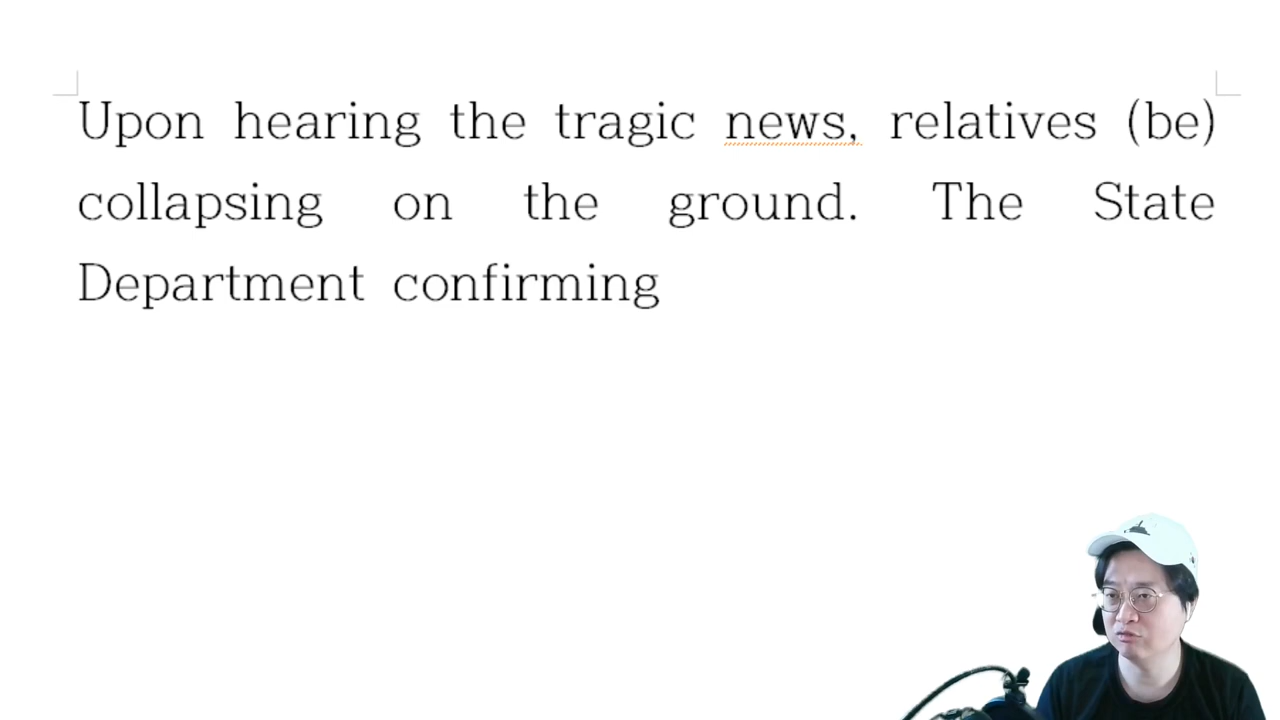 Upon hearing the tragic news, relatives (be)
collapsing on the ground. The State
Department confirming